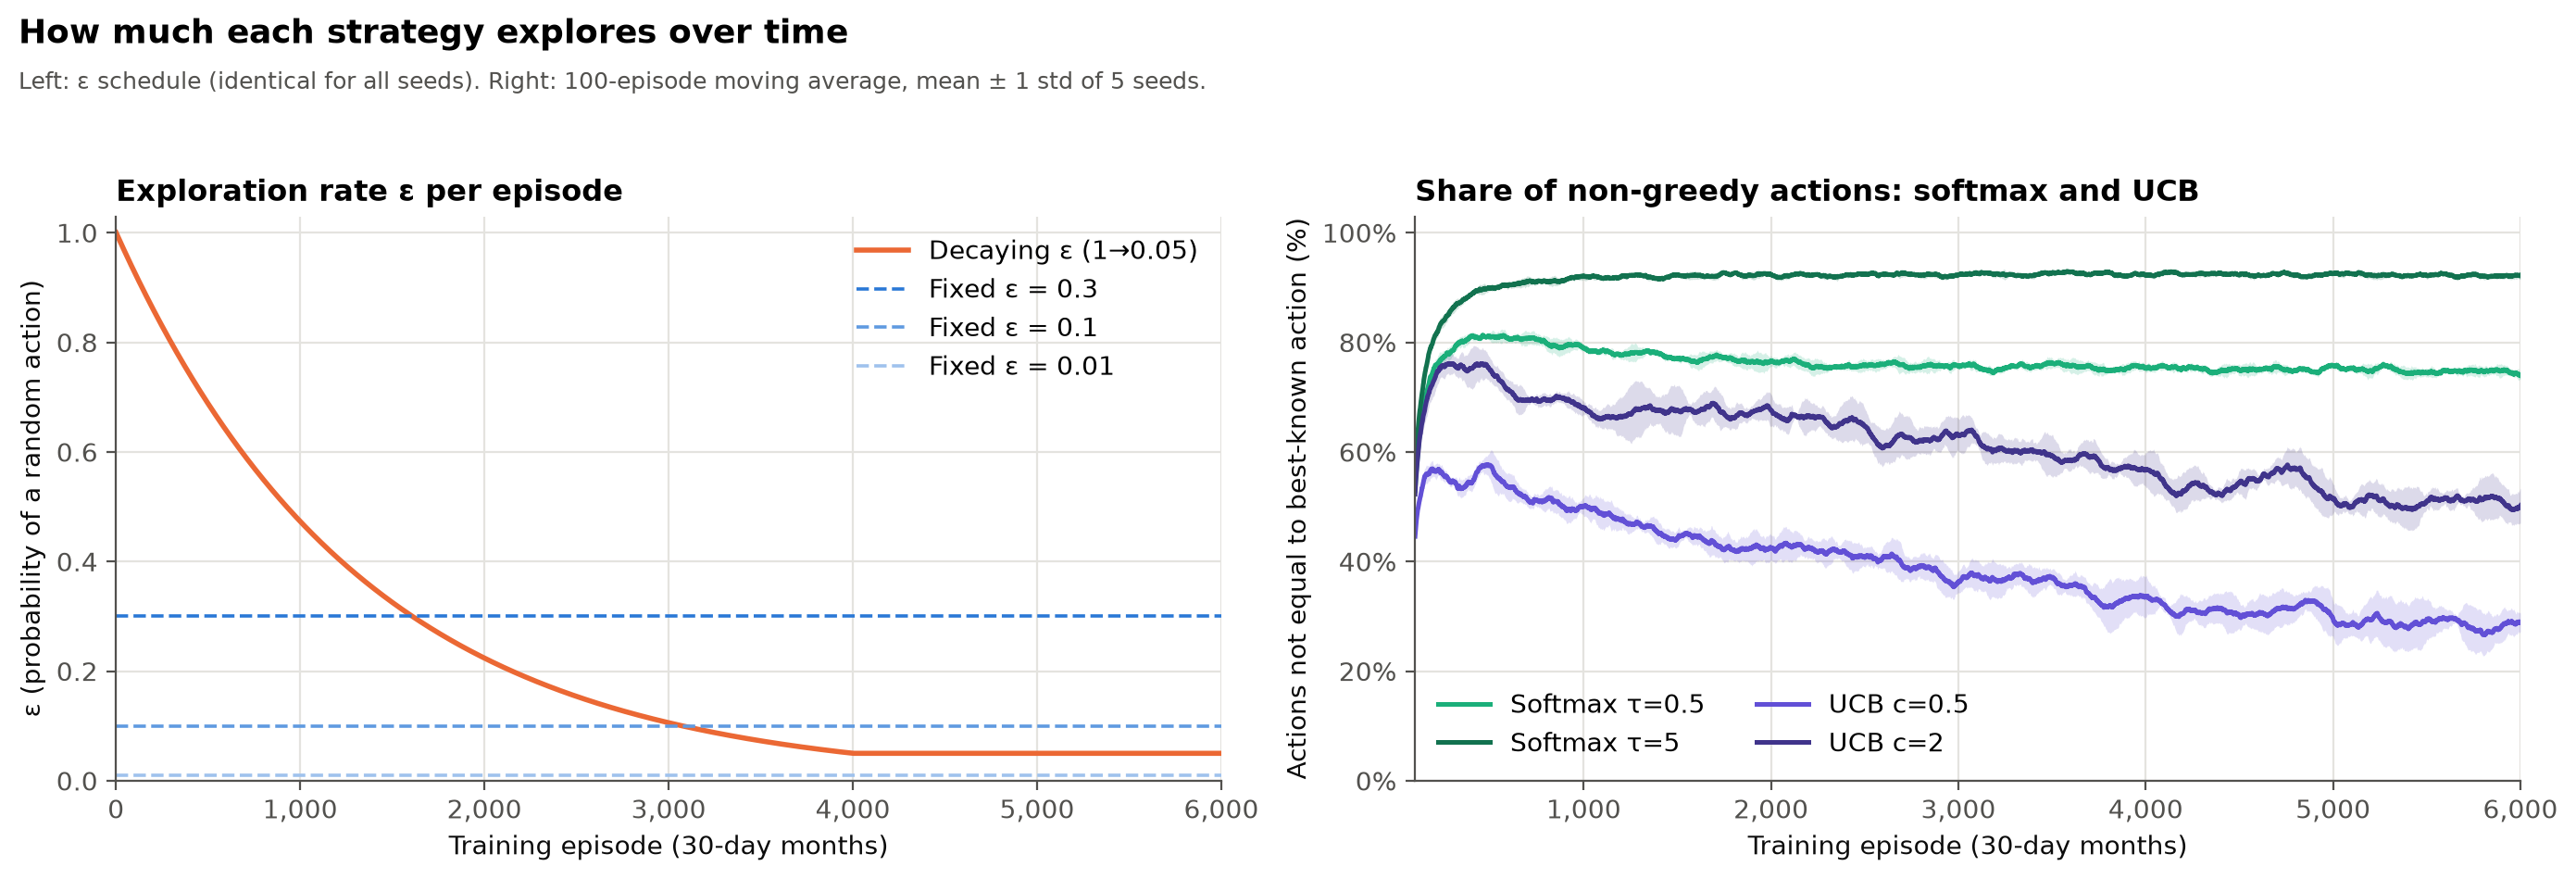 How much each strategy explores over time
Left: ε schedule (identical for all seeds). Right: 100-episode moving average, mean ± 1 std of 5 seeds.
Exploration rate ε per episode
ε (probability of a random action)
1.0
0.8
0.6
0.4
0.2
0.0
Decaying ε (1→0.05)
Fixed ε = 0.3
Fixed ε = 0.1
Fixed ε = 0.01
0 1,000 2,000 3,000 4,000 5,000 6,000
Training episode (30-day months)
Share of non-greedy actions: softmax and UCB
Actions not equal to best-known action (%)
100%
80%
60%
40%
20%
0%
Softmax τ=0.5 UCB c=0.5
Softmax τ=5 UCB c=2
1,000 2,000 3,000 4,000 5,000 6,000
Training episode (30-day months)